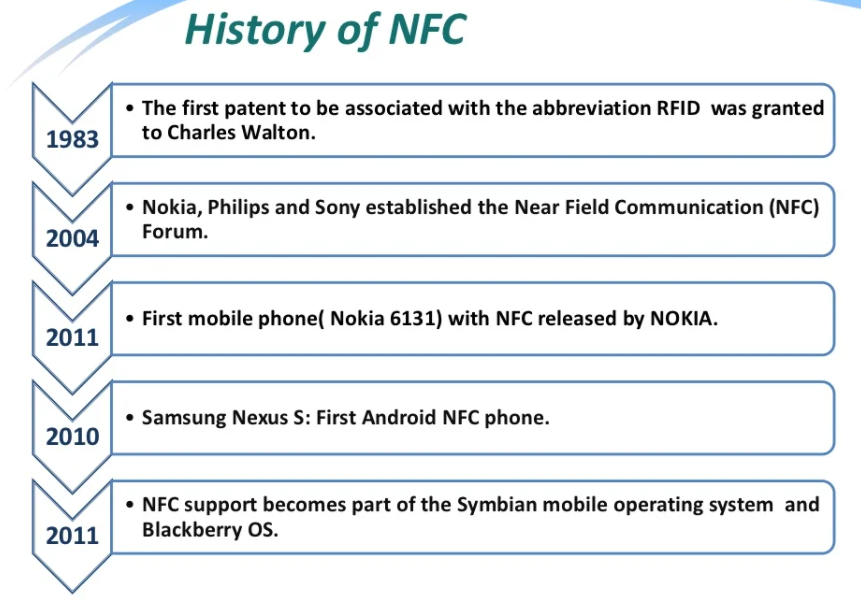 History of NFC
1983
• The first patent to be associated with the abbreviation RFID  was granted
to Charles Walton.
2004
• Nokia, Philips and Sony established the Near Field Communication (NFC)
Forum.
2011
• First mobile phone( Nokia 6131) with NFC released by NOKIA.
2010
• Samsung Nexus S: First Android NFC phone.
2011
• NFC support becomes part of the Symbian mobile operating system  and
Blackberry OS.